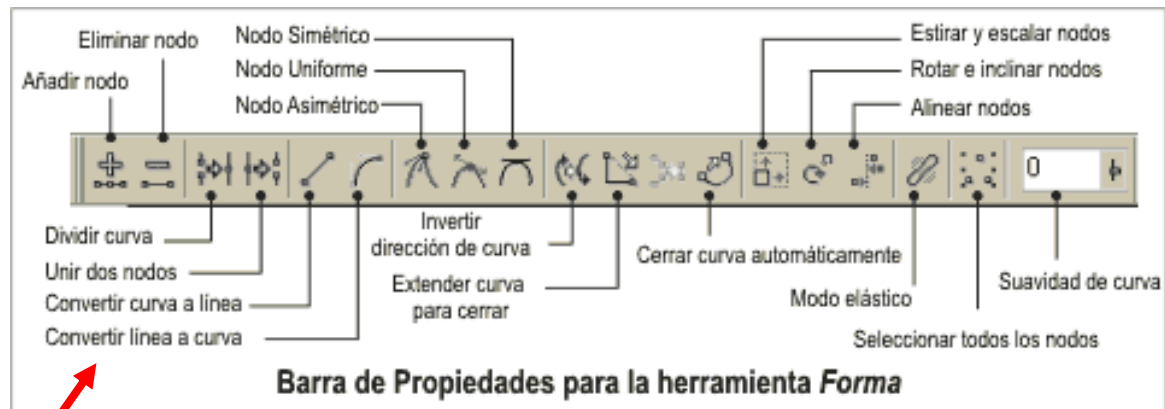 Eliminar nodo
Añadir nodo
Nodo Simétrico
Nodo Uniforme
Nodo Asimétrico
Estirar y escalar nodos
Rotar e inclinar nodos
Alinear nodos
0
Dividir curva
Unir dos nodos
Convertir curva a línea
Convertir línea a curva
Invertir
dirección de curva
Extender curva
para cerrar
Cerrar curva automáticamente
Modo elástico
Seleccionar todos los nodos
Suavidad de curva
Barra de Propiedades para la herramienta Forma